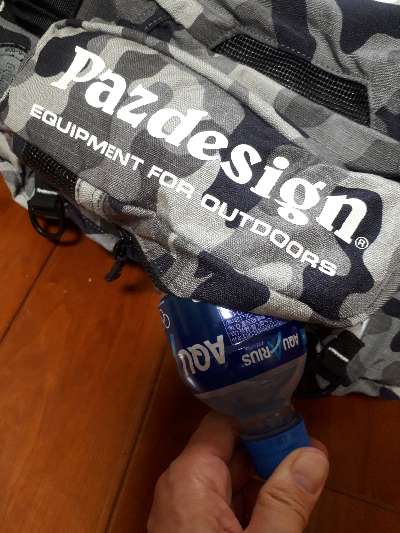 Pazdesign®
EQUIPMENT FOR OUTDOORS
AQU
AQUARIUS